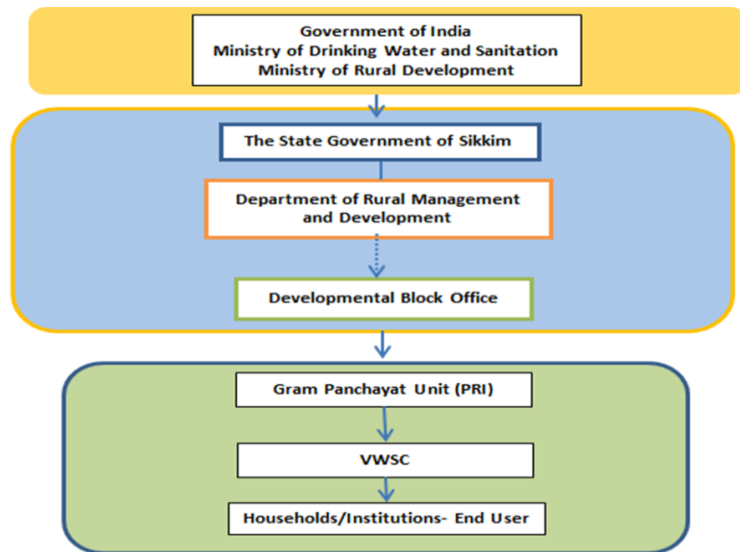 Government of India
Ministry of Drinking Water and Sanitation
Ministry of Rural Development
The State Government of Sikkim
Department of Rural Management
and Development
Developmental Block Office
Gram Panchayat Unit (PRI)
VWSC
Households/Institutions- End User